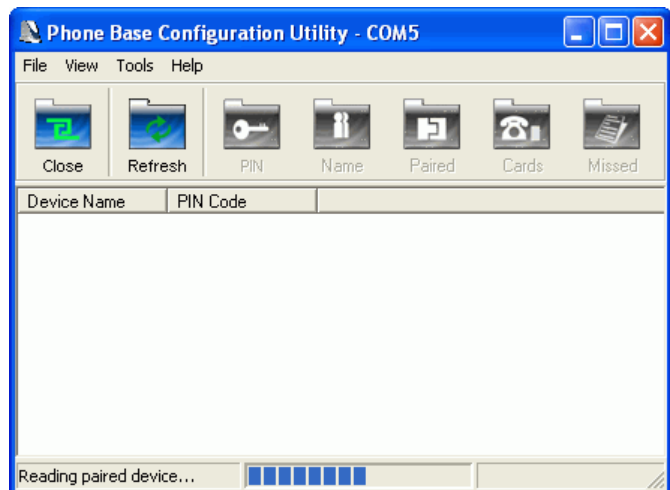 Phone Base Configuration Utility - COM5
File View Tools Help
Close Refresh PIN Name Paired Cards Missed
Device Name PIN Code
Reading paired device...